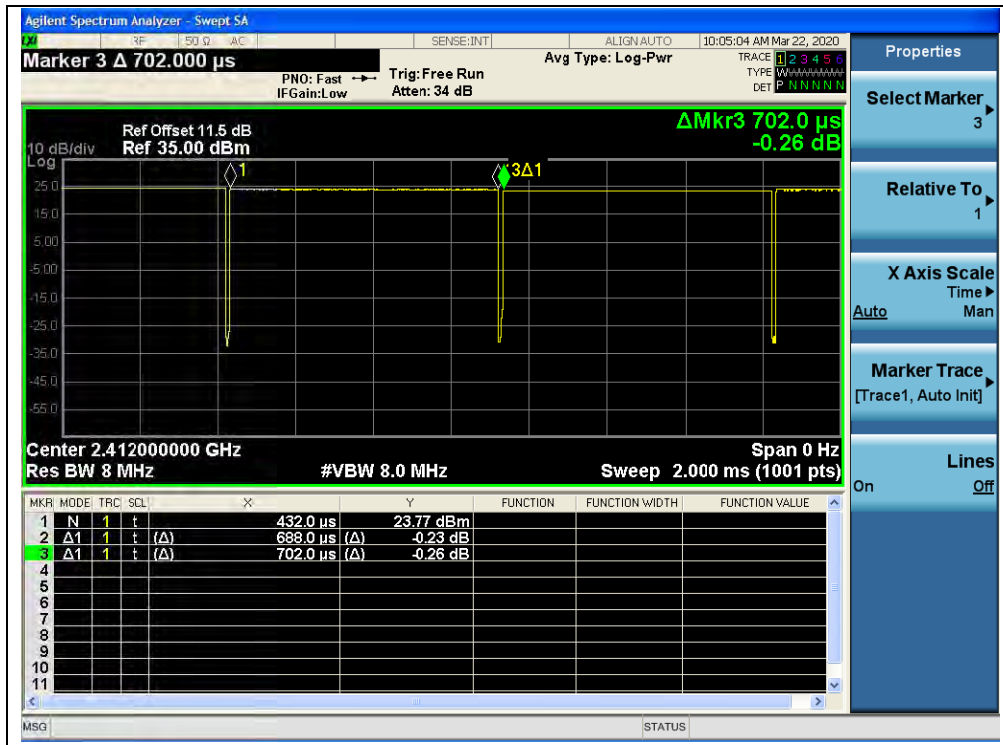 Agilent Spectrum Analyzer - Swept SA
LXI RF 50 Ω AC SENSE:INT ALIGN AUTO 10:05:04 AM Mar 22, 2020
Marker 3 Δ 702.000 µs
PNO: Fast
IFGain:Low
Trig: Free Run
Atten: 34 dB
Avg Type: Log-Pwr
TRACE 1 2 3 4 5 6
TYPE W
DET P N N N N N
ΔMkr3 702.0 µs
-0.26 dB
Ref Offset 11.5 dB
10 dB/div Ref 35.00 dBm
Log
1
3Δ1
25.0
15.0
5.00
-5.00
-15.0
-25.0
-35.0
-45.0
-55.0
Center 2.412000000 GHz Span 0 Hz
Res BW 8 MHz #VBW 8.0 MHz Sweep 2.000 ms (1001 pts)
MKR MODE TRC SCL X Y FUNCTION FUNCTION WIDTH FUNCTION VALUE
1 N 1 t 432.0 µs 23.77 dBm
2 Δ1 1 t (Δ) 688.0 µs (Δ) -0.23 dB
3 Δ1 1 t (Δ) 702.0 µs (Δ) -0.26 dB
4
5
6
7
8
9
10
11
MSG STATUS
Properties
Select Marker
3
Relative To
1
X Axis Scale
Time
Auto Man
Marker Trace
[Trace1, Auto Init]
Lines
On Off